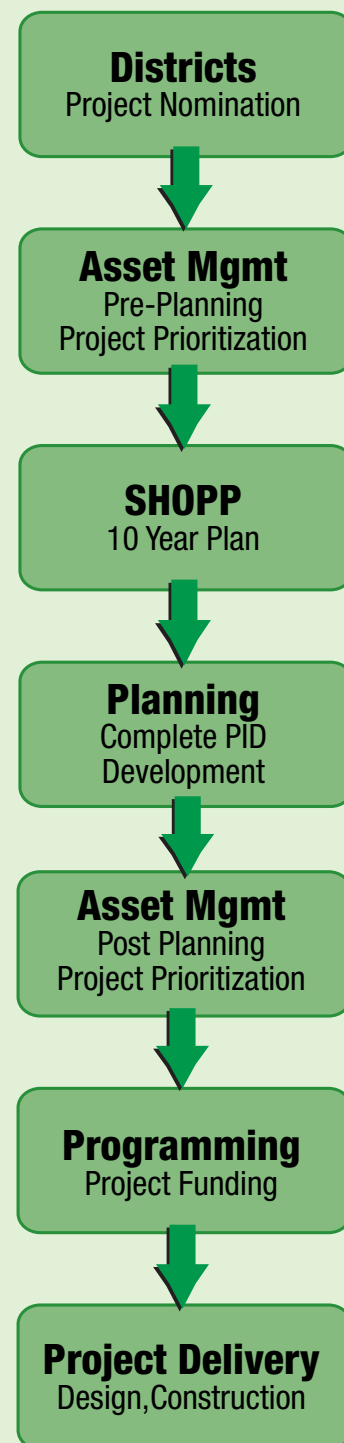 Districts
Project Nomination
Asset Mgmt
Pre-Planning
Project Prioritization
SHOPP
10 Year Plan
Planning
Complete PID
Development
Asset Mgmt
Post Planning
Project Prioritization
Programming
Project Funding
Project Delivery
Design,Construction